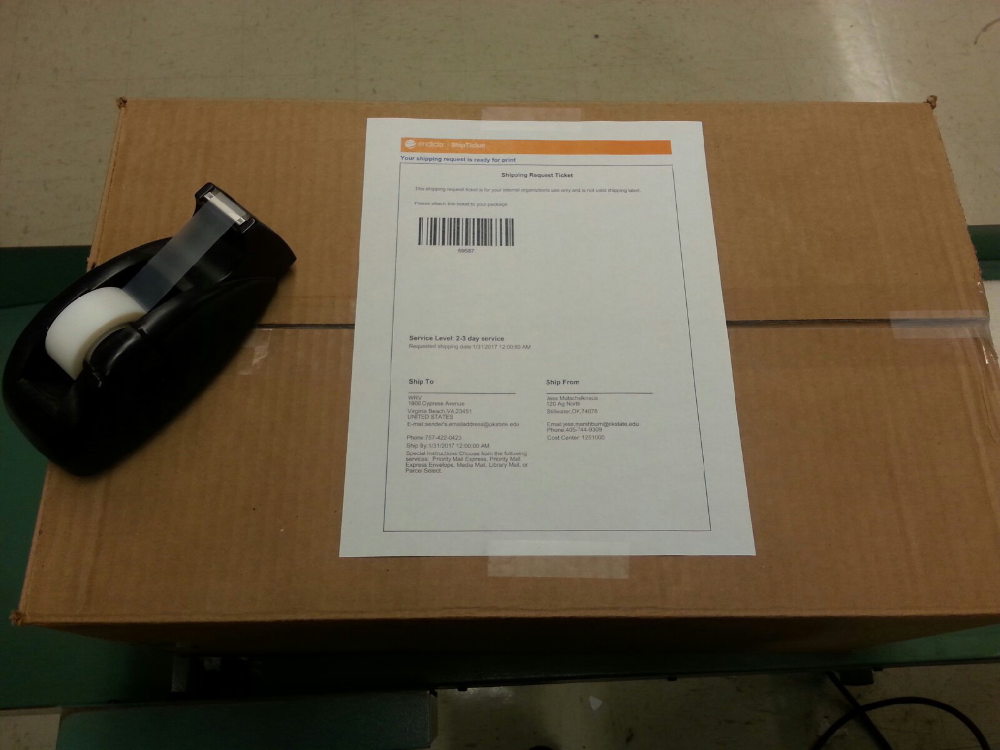 endicia | ShipTicket
Your shipping request is ready for print
Shipping Request Ticket
This shipping request ticket is for your internal organiztion's use only and is not valid shipping label.
Please attach this ticket to your package
Service Level: 2-3 day service
Requested shipping date:1/31/2017 12:00:00 AM
Ship To
WRV
1900 Cypress Avenue
Virginia Beach,VA,23451
UNITED STATES
E-mail:sender's.emailaddress@okstate.edu
Phone:757-422-0423
Ship By:1/31/2017 12:00:00 AM
Special Instructions:Choose from the following
services: Priority Mail Express, Priority Mail
Express Envelope, Media Mail, Library Mail, or
Parcel Select.
Ship From
Jess Mutschelknaus
120 Ag North
Stillwater,OK,74078
Email:jess.marshburn@okstate.edu
Phone:405-744-9309
Cost Center: 1251000